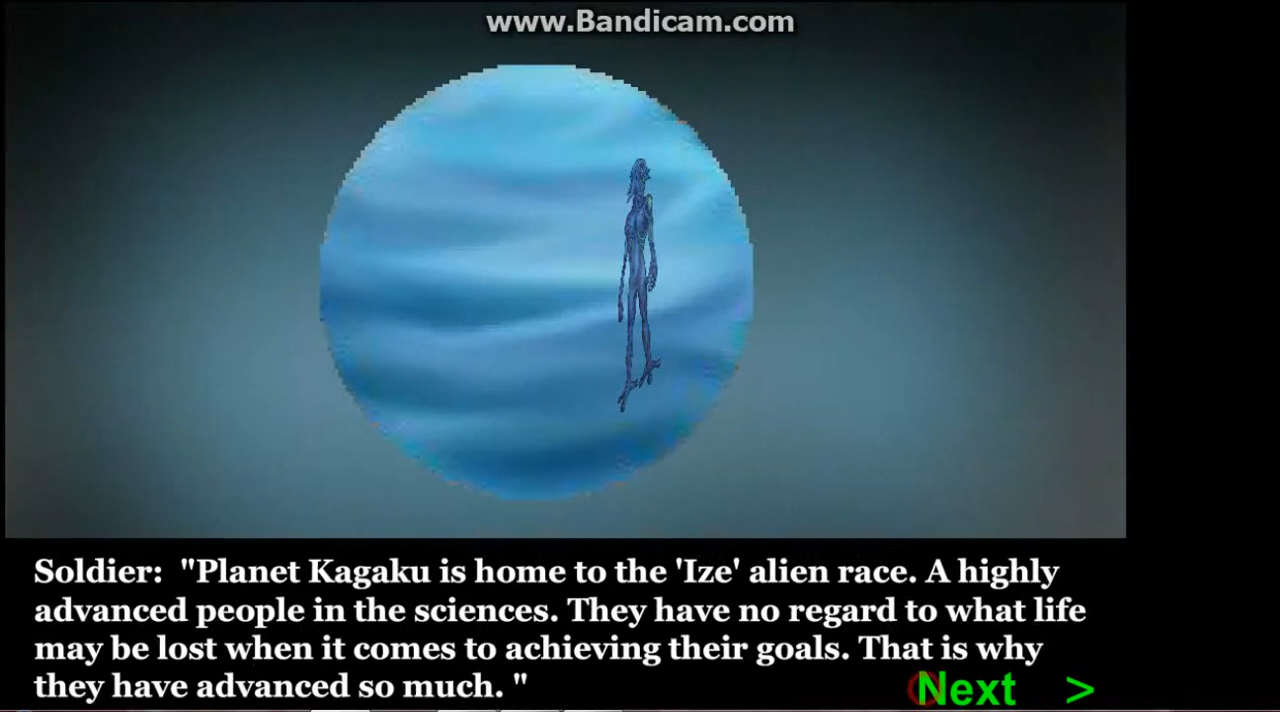 www.Bandicam.com
Soldier:  "Planet Kagaku is home to the 'Ize' alien race. A highly
advanced people in the sciences. They have no regard to what life
may be lost when it comes to achieving their goals. That is why
they have advanced so much. "
Next >